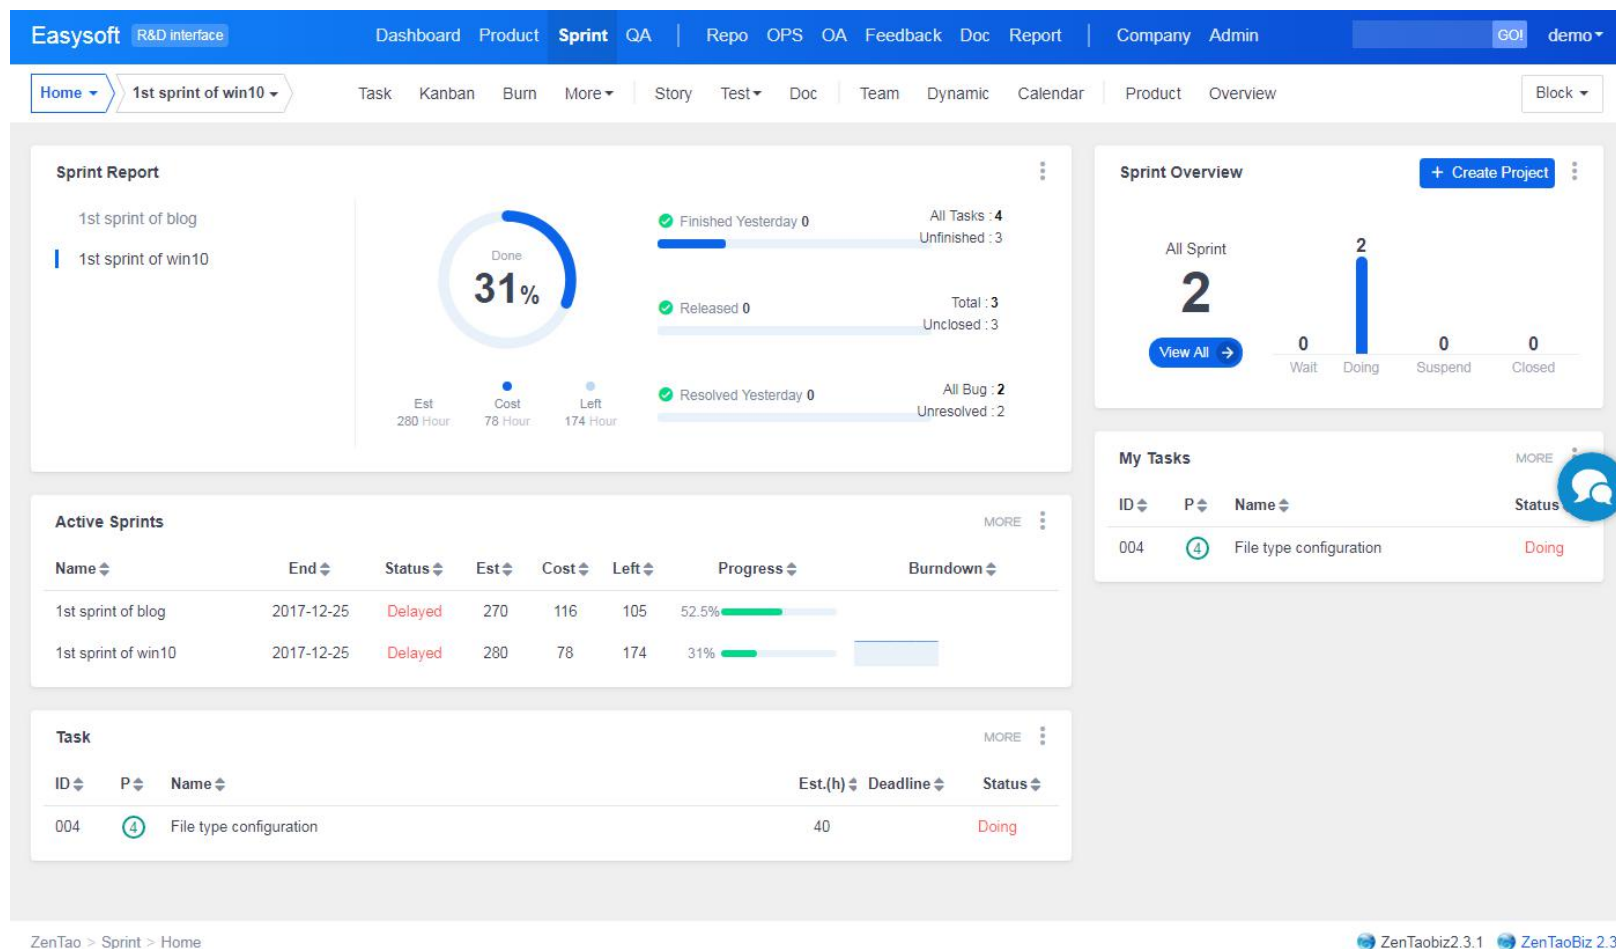 Easysoft R&D interface Dashboard Product Sprint QA | Repo OPS OA Feedback Doc Report | Company Admin GO! demo
Home 1st sprint of win10 Task Kanban Burn More Story Test Doc Team Dynamic Calendar Product Overview Block
Sprint Report
1st sprint of blog
1st sprint of win10
Done
31%
Est
280 Hour
Cost
78 Hour
Left
174 Hour
Finished Yesterday 0
All Tasks : 4
Unfinished : 3
Released 0
Total : 3
Unclosed : 3
Resolved Yesterday 0
All Bug : 2
Unresolved : 2
Sprint Overview + Create Project
All Sprint
2
View All
0
Wait
2
Doing
0
Suspend
0
Closed
My Tasks MORE
ID P Name Status
004 4 File type configuration Doing
Active Sprints MORE
Name End Status Est Cost Left Progress Burndown
1st sprint of blog 2017-12-25 Delayed 270 116 105 52.5%
1st sprint of win10 2017-12-25 Delayed 280 78 174 31%
Task MORE
ID P Name Est.(h) Deadline Status
004 4 File type configuration 40 Doing
ZenTao > Sprint > Home ZenTaobiz2.3.1 ZenTaoBiz 2.3